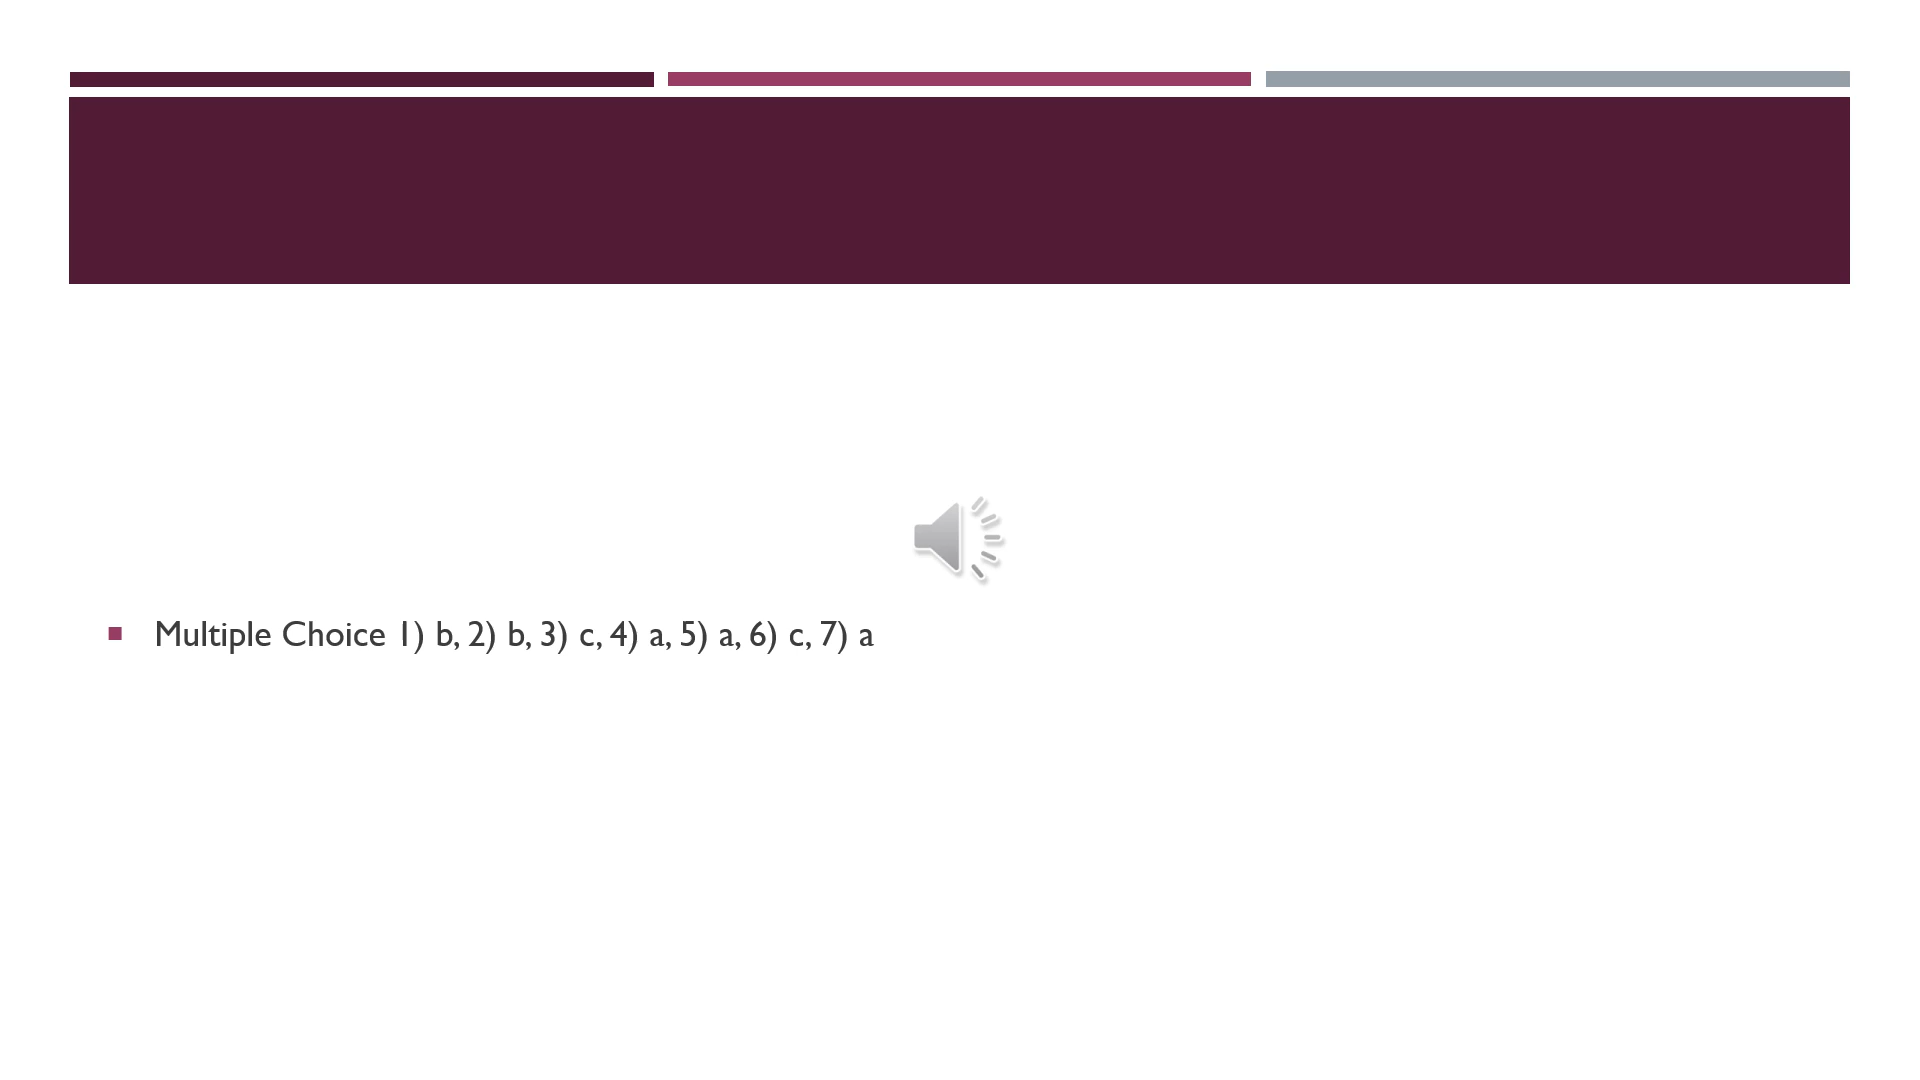 Multiple Choice 1) b, 2) b, 3) c, 4) a, 5) a, 6) c, 7) a